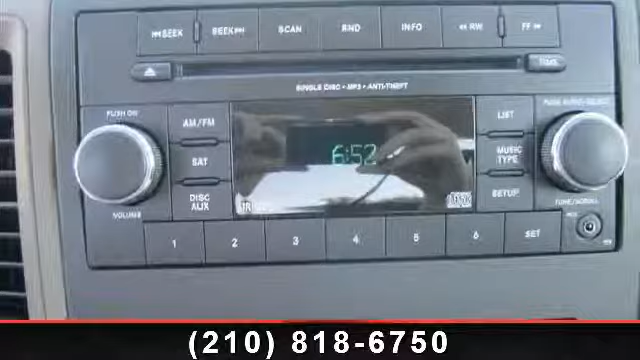 |◄◄SEEK SEEK►►| SCAN RND INFO ◄◄ RW FF ►►
SINGLE DISC • MP3 • ANTI-THEFT
PUSH ON
AM/FM
SAT
DISC
AUX
VOLUME
6:52
LIST
MUSIC
TYPE
SETUP
TUNE/SCROLL
1 2 3 4 5 6 SET
(210) 818-6750